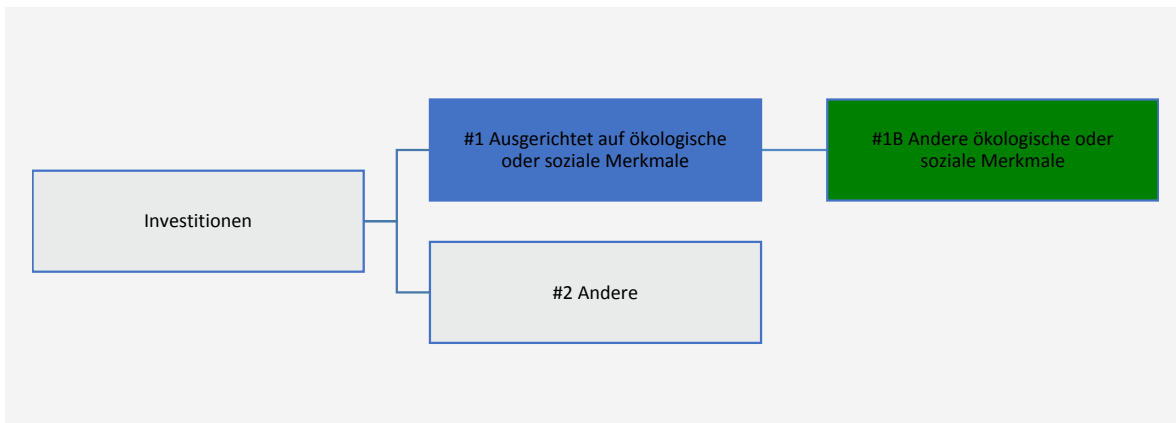 #1 Ausgerichtet auf ökologische
oder soziale Merkmale
#1B Andere ökologische oder
soziale Merkmale
Investitionen
#2 Andere